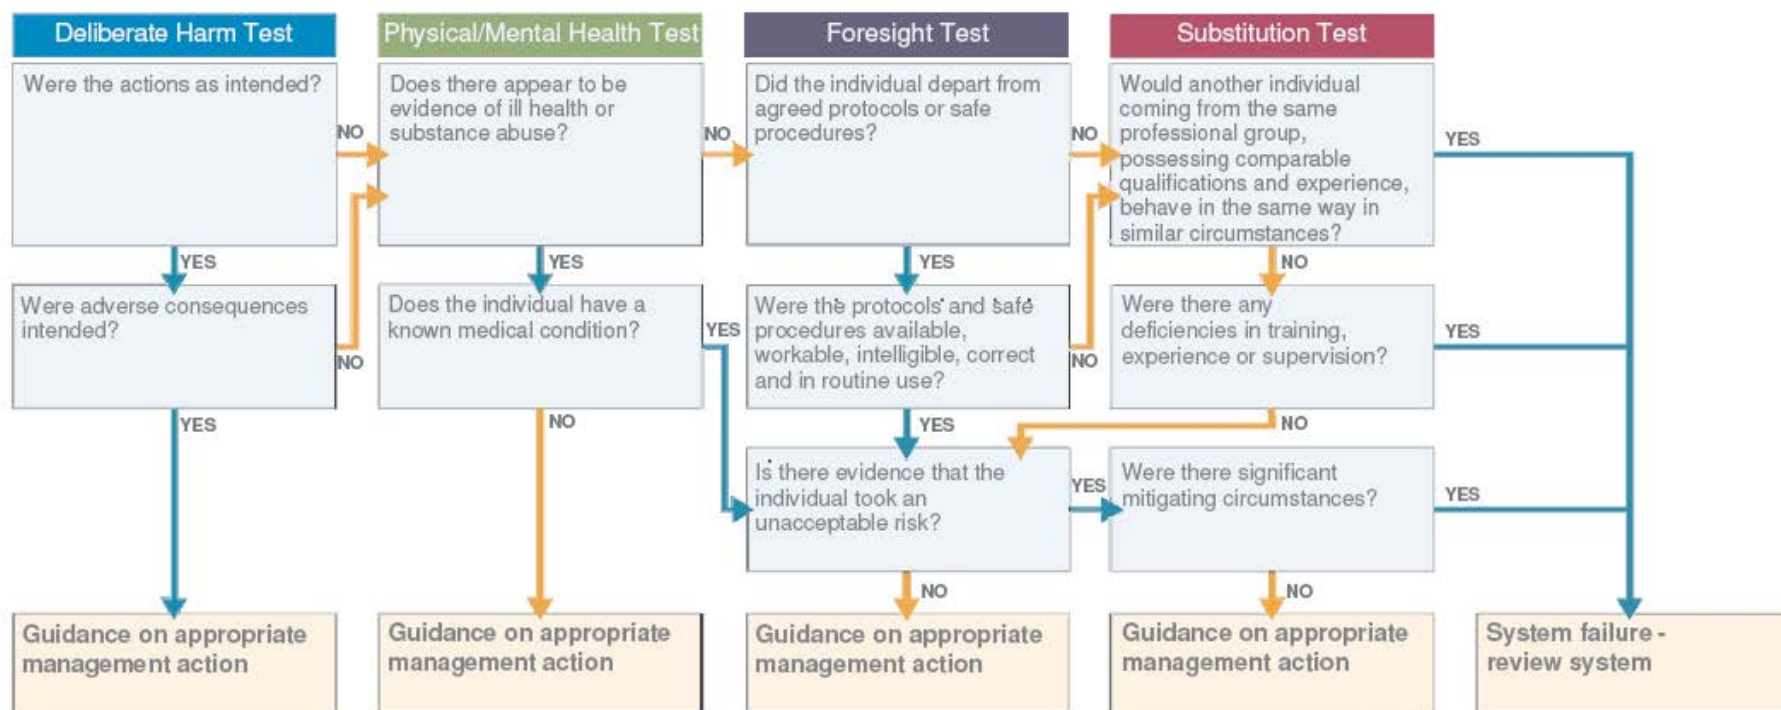 Deliberate Harm Test
Physical/Mental Health Test
Foresight Test
Substitution Test
Were the actions as intended?
Does there appear to be
evidence of ill health or
substance abuse?
Did the individual depart from
agreed protocols or safe
procedures?
Would another individual
coming from the same
professional group,
possessing comparable
qualifications and experience,
behave in the same way in
similar circumstances?
NO
NO
NO
YES
YES
YES
YES
NO
Were adverse consequences
intended?
Does the individual have a
known medical condition?
Were the protocols and safe
procedures available,
workable, intelligible, correct
and in routine use?
Were there any
deficiencies in training,
experience or supervision?
NO
YES
NO
YES
YES
NO
YES
NO
Is there evidence that the
individual took an
unacceptable risk?
Were there significant
mitigating circumstances?
YES
YES
NO
NO
Guidance on appropriate
management action
Guidance on appropriate
management action
Guidance on appropriate
management action
Guidance on appropriate
management action
System failure -
review system